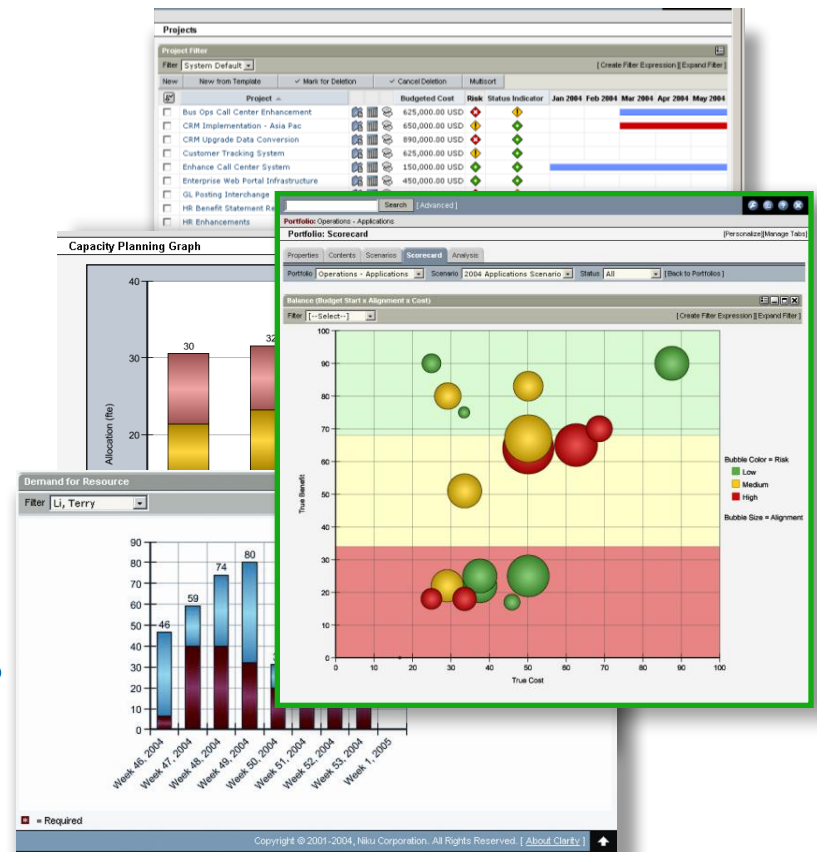 Projects
Project Filter
Filter System Default [ Create Filter Expression ][ Expand Filter ]
New New from Template ✓ Mark for Deletion ✓ Cancel Deletion Multisort
Project Budgeted Cost Risk Status Indicator Jan 2004 Feb 2004 Mar 2004 Apr 2004 May 2004
Bus Ops Call Center Enhancement 625,000.00 USD
CRM Implementation - Asia Pac 650,000.00 USD
CRM Upgrade Data Conversion 890,000.00 USD
Customer Tracking System 625,000.00 USD
Enhance Call Center System 150,000.00 USD
Enterprise Web Portal Infrastructure 450,000.00 USD
GL Posting Interchange
HR Benefit Statement
HR Enhancements
Capacity Planning Graph
Allocation (fte)
40
30
20
30
32
Search [ Advanced ]
Portfolio: Operations - Applications
Portfolio: Scorecard [Personalize][Manage Tabs]
Properties Contents Scenarios Scorecard Analysis
Portfolio Operations - Applications Scenario 2004 Applications Scenario Status All [ Back to Portfolios ]
Balance (Budget Start x Alignment x Cost)
Filter [--Select--] [ Create Filter Expression ][ Expand Filter ]
True Benefit
100
90
80
70
60
50
40
30
20
10
0
0 10 20 30 40 50 60 70 80 90 100
True Cost
Bubble Color = Risk
Low
Medium
High
Bubble Size = Alignment
Demand for Resource
Filter Li, Terry
90
80
70
60
50
40
30
20
10
0
46 59 74 80
Week 46, 2004 Week 47, 2004 Week 48, 2004 Week 49, 2004 Week 50, 2004 Week 51, 2004 Week 52, 2004 Week 53, 2004 Week 1, 2005
= Required
Copyright © 2001-2004, Niku Corporation. All Rights Reserved. [ About Clarity ]